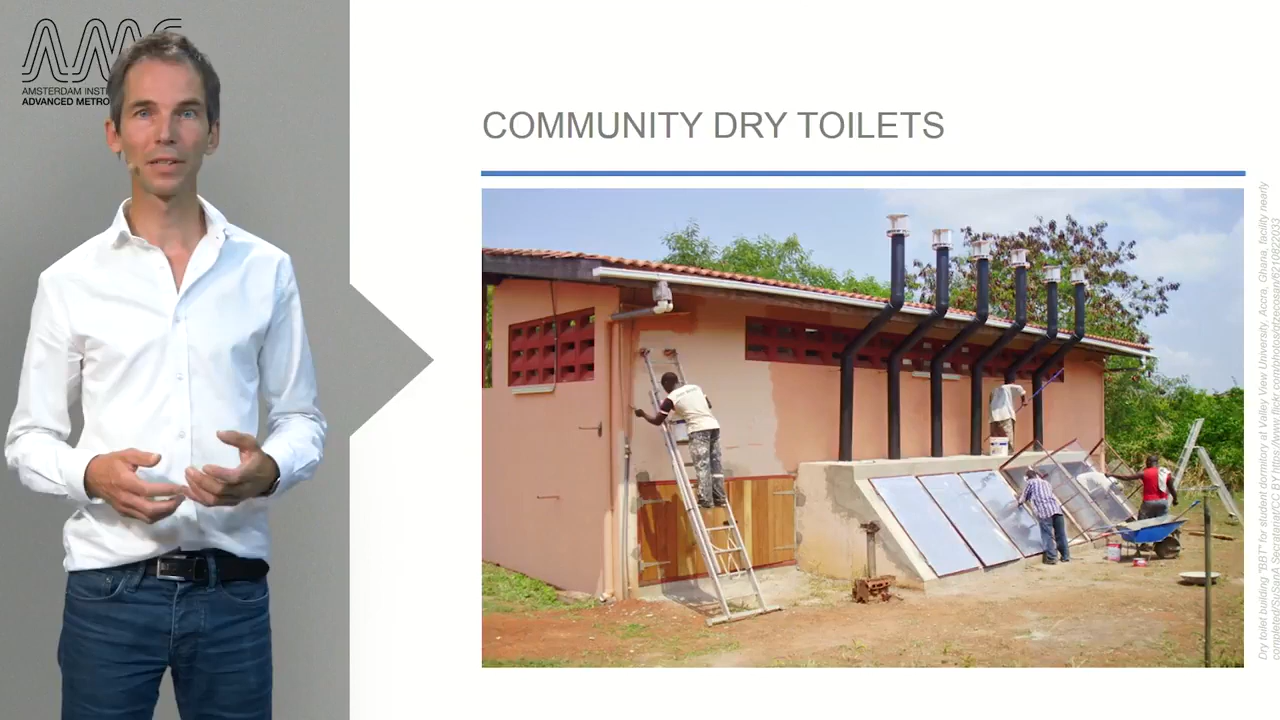 AMS
AMSTERDAM INSTI
ADVANCED METRO
COMMUNITY DRY TOILETS
Dry toilet building "BBT" for student dormitory at Valley View University, Accra, Ghana, facility nearly
completed/SuSanA Secretariat/CC BY https://www.flickr.com/photos/gtzecosan/6210822033